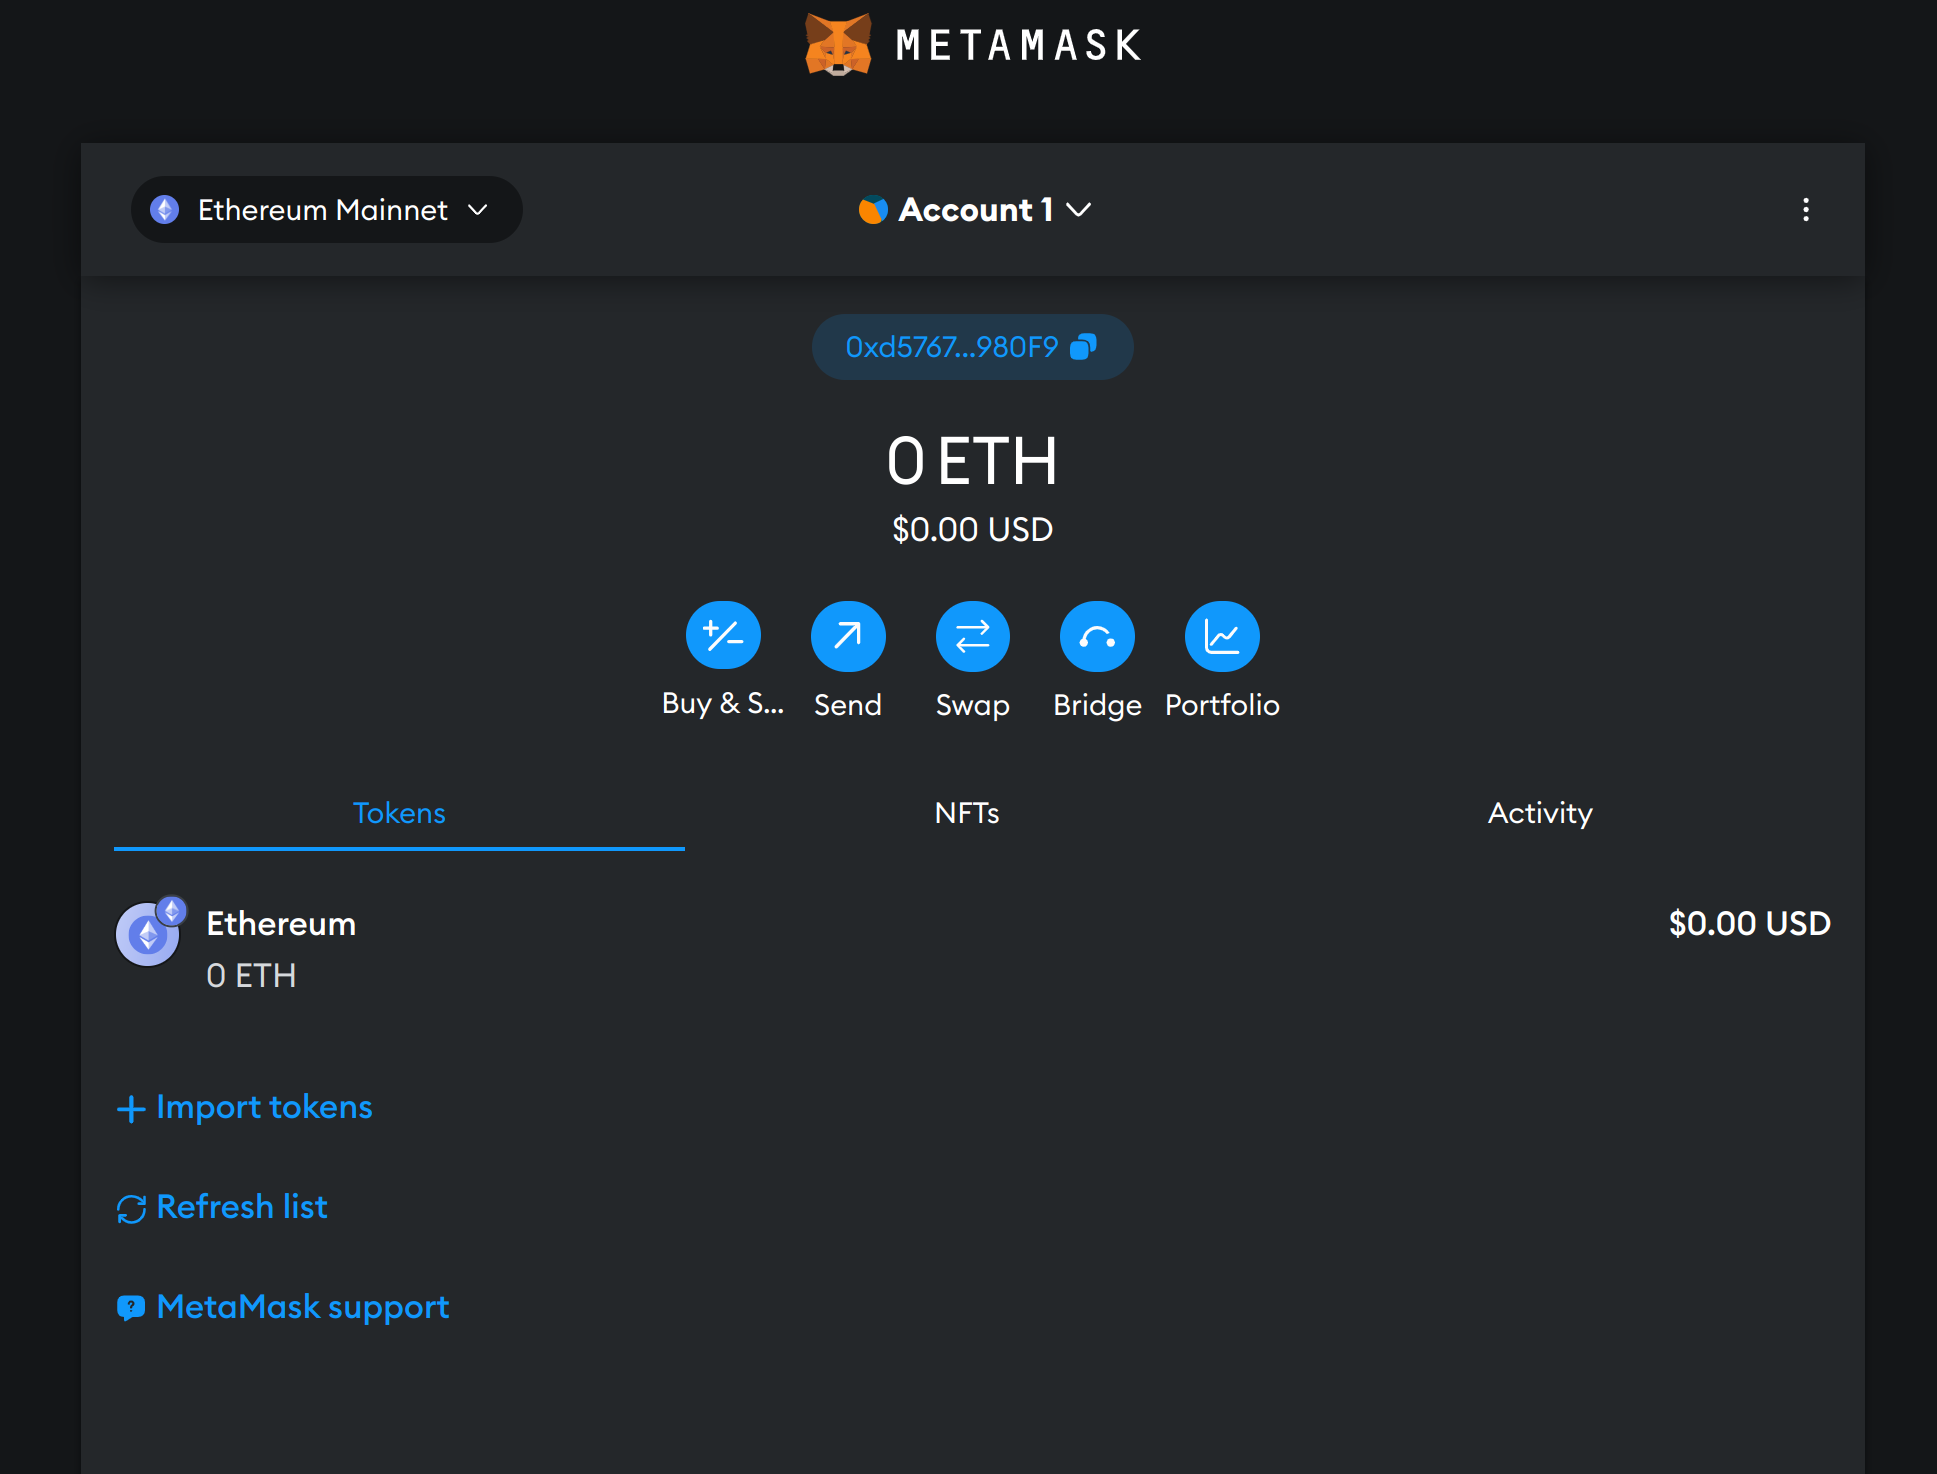 METAMASK
Ethereum Mainnet
Account 1
0xd5767...980F9
0 ETH
$0.00 USD
Buy & S...
Send
Swap
Bridge
Portfolio
Tokens
NFTs
Activity
Ethereum
$0.00 USD
0 ETH
Import tokens
Refresh list
MetaMask support